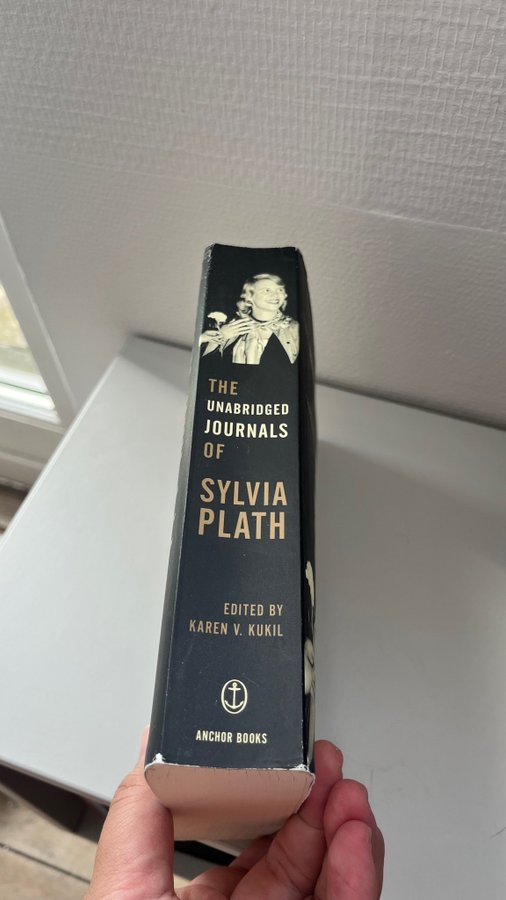 THE
UNABRIDGED
JOURNALS
OF
SYLVIA
PLATH
EDITED BY
KAREN V. KUKIL
ANCHOR BOOKS